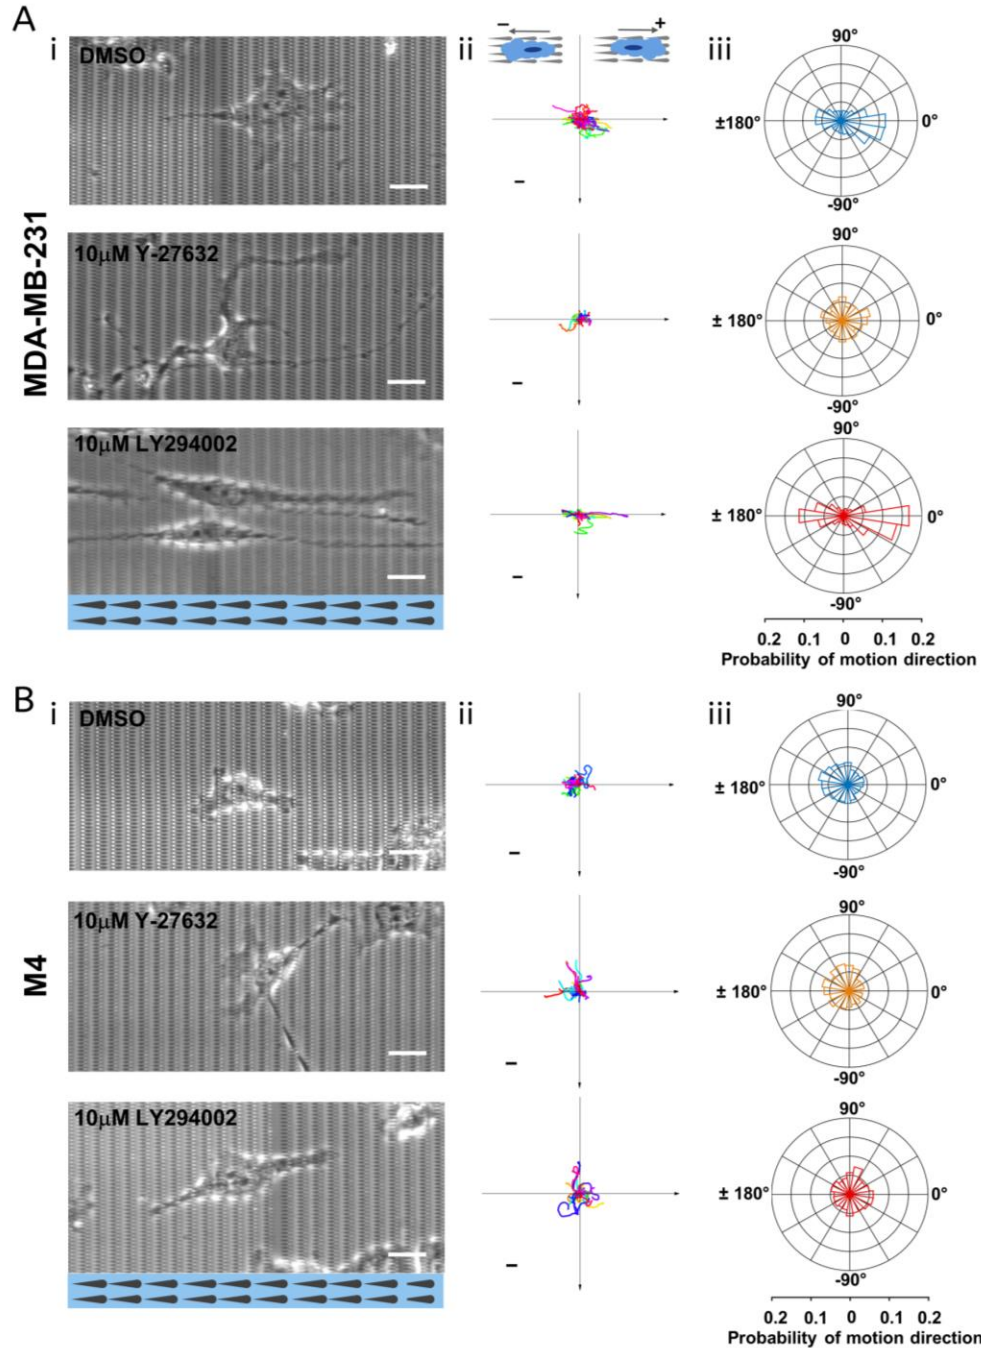 A
i
ii
iii
MDA-MB-231
DMSO
− +
−
90°
±180° 0°
-90°
10μM Y-27632
−
90°
± 180° 0°
-90°
10μM LY294002
−
90°
± 180° 0°
-90°
0.2 0.1 0 0.1 0.2
Probability of motion direction
B
i
ii
iii
M4
DMSO
−
90°
± 180° 0°
-90°
10μM Y-27632
−
90°
± 180° 0°
-90°
10μM LY294002
−
90°
± 180° 0°
-90°
0.2 0.1 0 0.1 0.2
Probability of motion direction